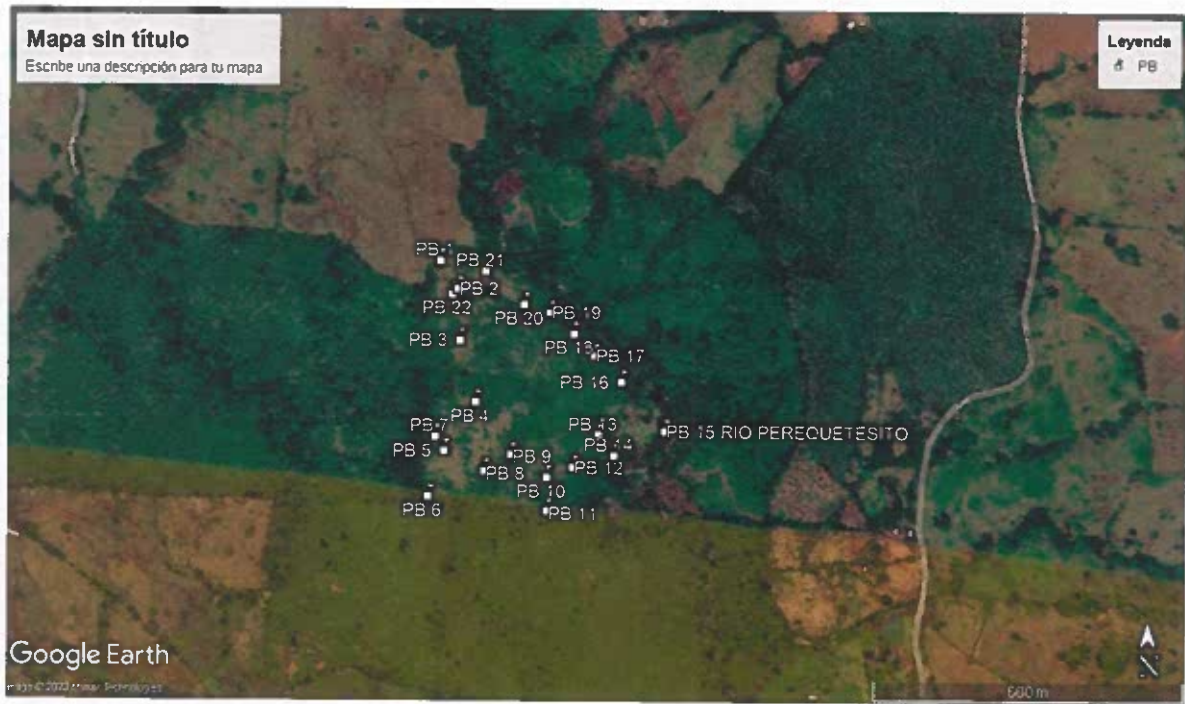 Mapa sin título
Escribe una descripción para tu mapa
Leyenda
PB
PB 1
PB 21
PB 2
PB 22
PB 20
PB 19
PB 3
PB 18
PB 17
PB 16
PB 4
PB 7
PB 13
PB 15 RIO PEREQUETESITO
PB 5
PB 14
PB 9
PB 8
PB 12
PB 10
PB 6
PB 11
Google Earth